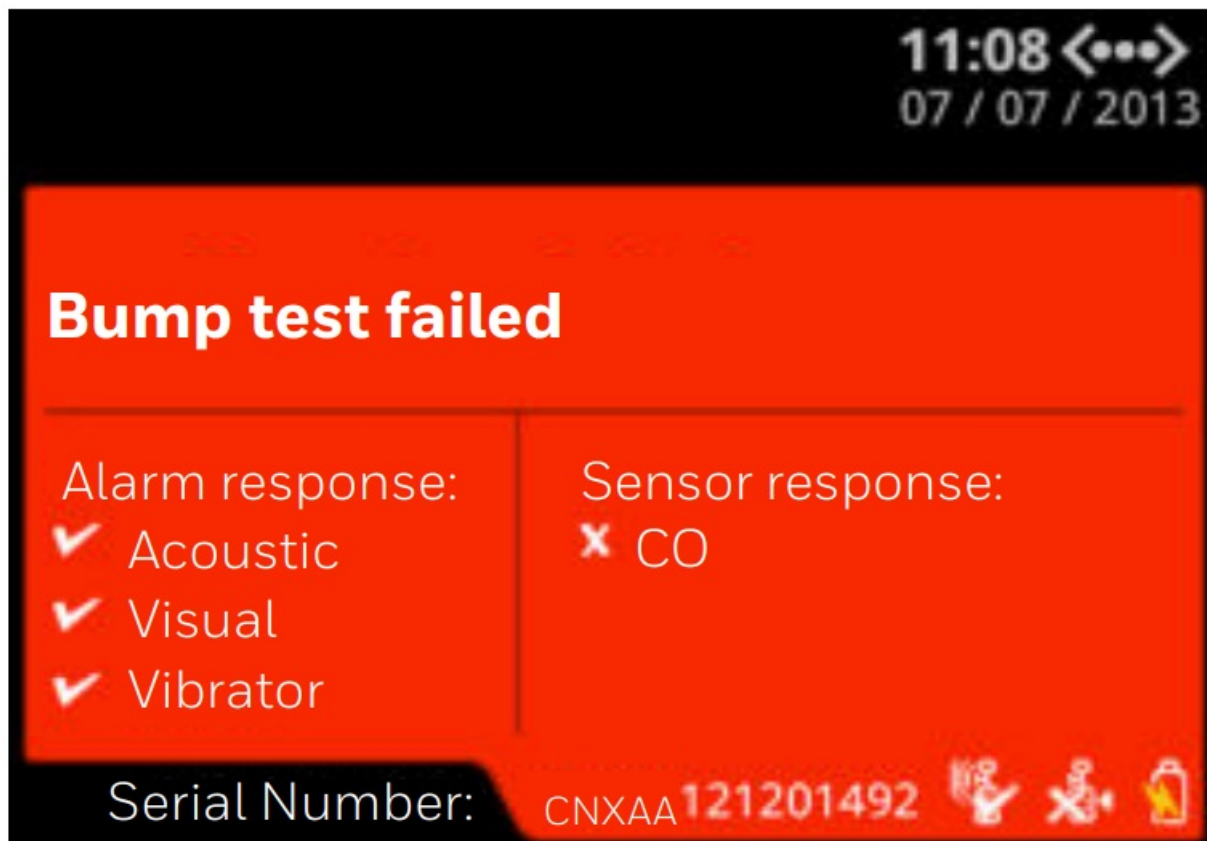 11:08
07 / 07 / 2013
Bump test failed
Alarm response:
Acoustic
Visual
Vibrator
Sensor response:
CO
Serial Number: CNXAA121201492